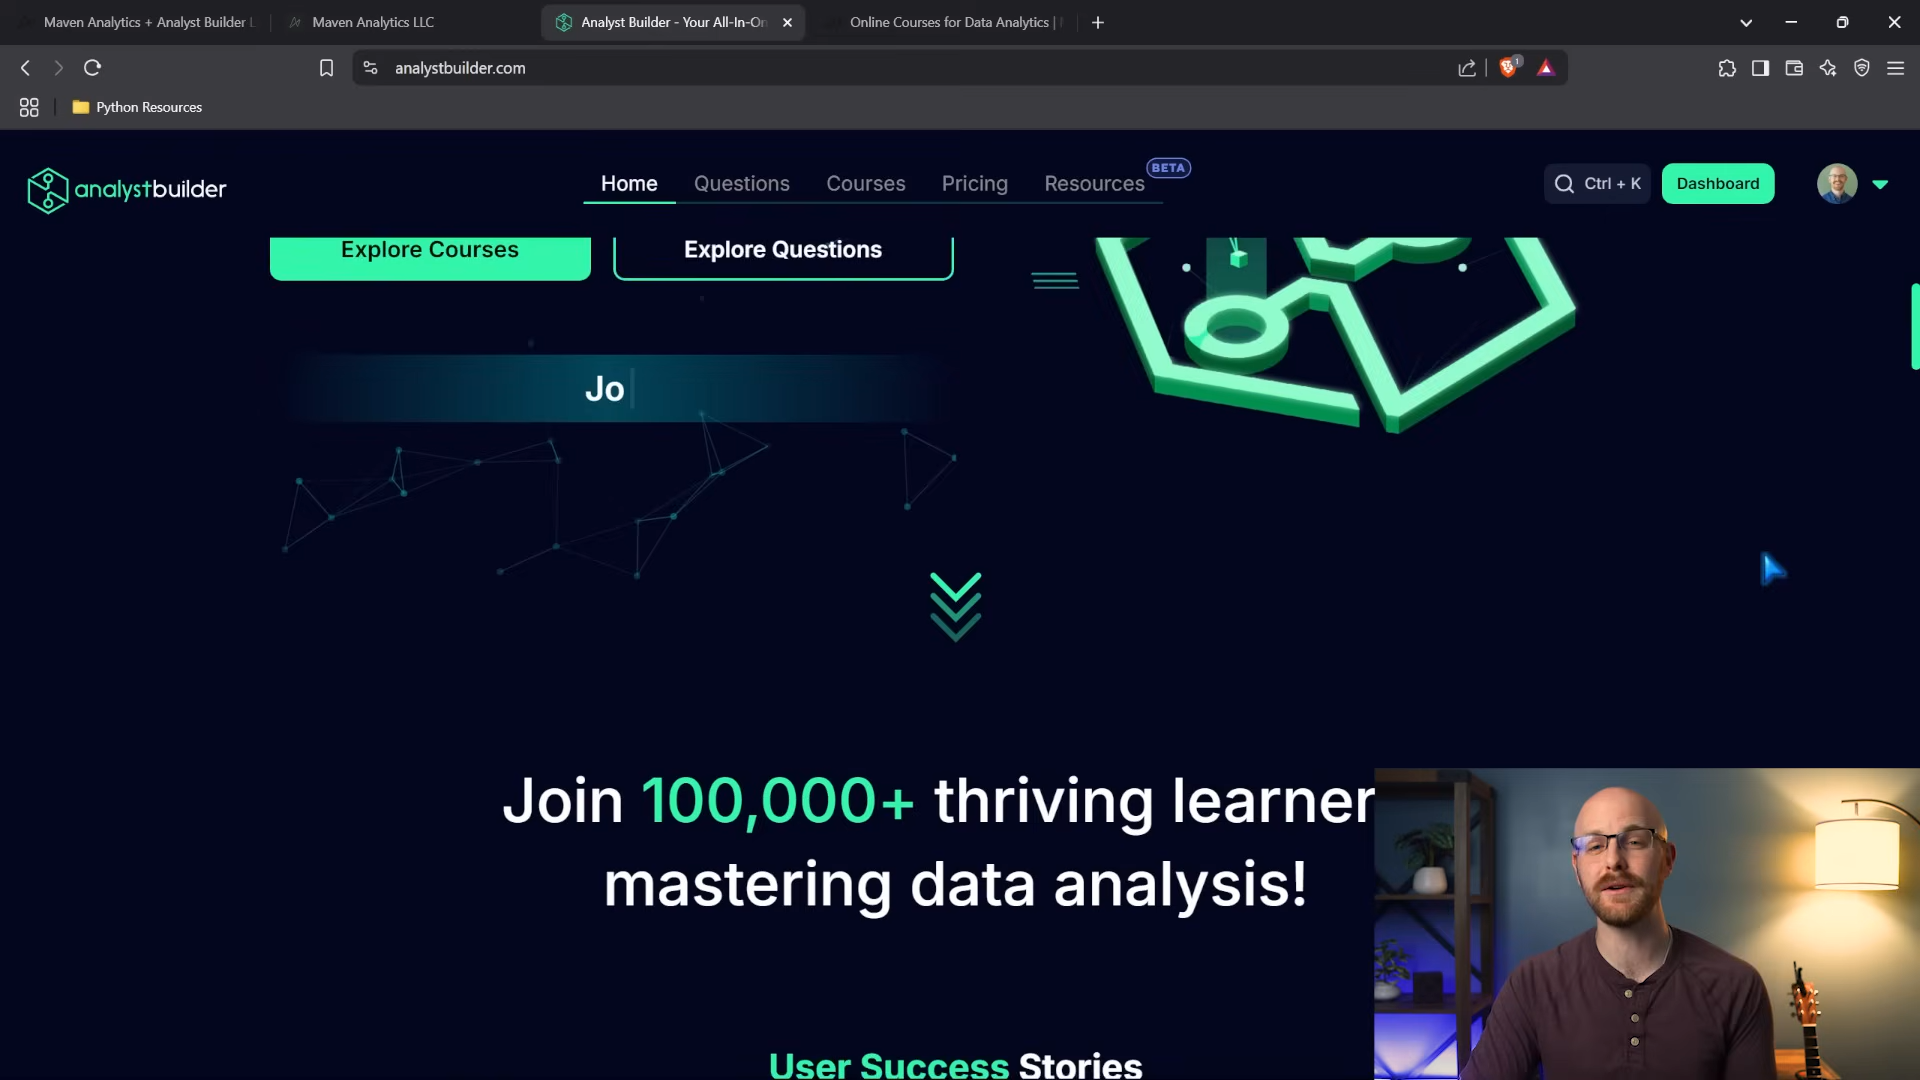 Maven Analytics + Analyst Builder
Maven Analytics LLC
Analyst Builder - Your All-In-On
Online Courses for Data Analytics |
analystbuilder.com
1
Python Resources
analystbuilder
Home
Questions
Courses
Pricing
Resources
BETA
Ctrl + K
Dashboard
Explore Courses
Explore Questions
Jo
Join 100,000+ thriving learner
mastering data analysis!
User Success Stories